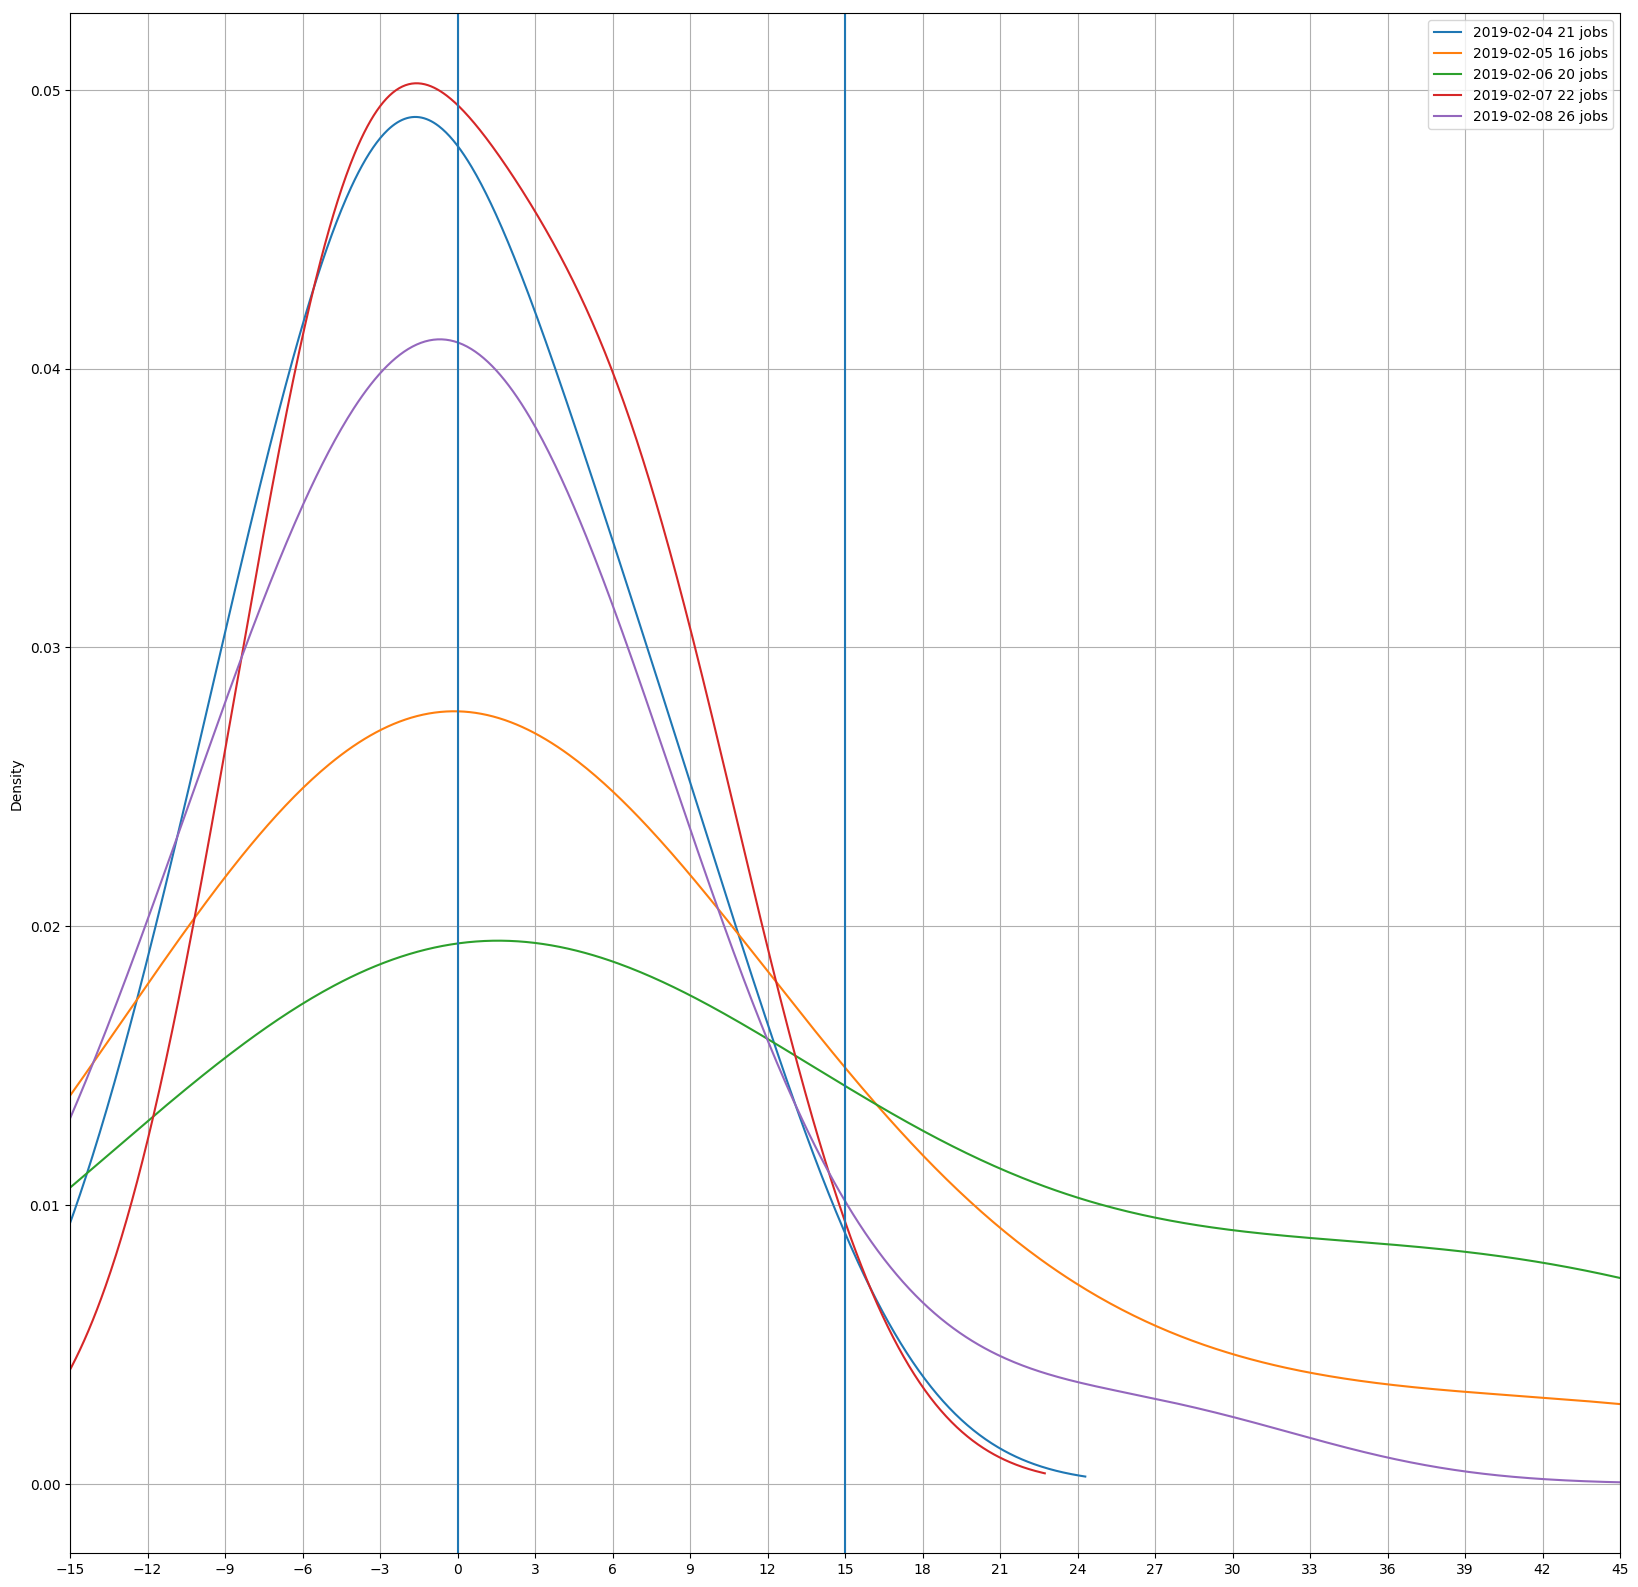 2019-02-04 21 jobs
2019-02-05 16 jobs
2019-02-06 20 jobs
2019-02-07 22 jobs
2019-02-08 26 jobs
0.05
0.04
0.03
Density
0.02
0.01
0.00
−15 −12 −9 −6 −3 0 3 6 9 12 15 18 21 24 27 30 33 36 39 42 45